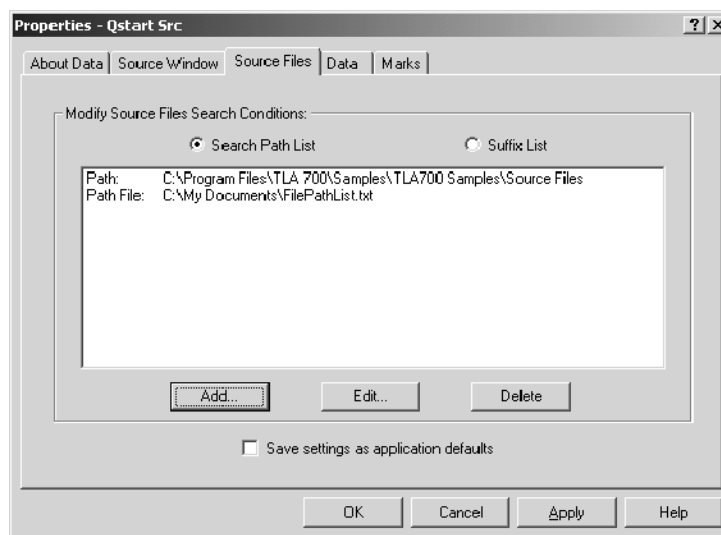 Properties - Qstart Src
About Data Source Window Source Files Data Marks
Modify Source Files Search Conditions:
Search Path List Suffix List
Path: C:\Program Files\TLA 700\Samples\TLA700 Samples\Source Files
Path File: C:\My Documents\FilePathList.txt
Add... Edit... Delete
Save settings as application defaults
OK Cancel Apply Help